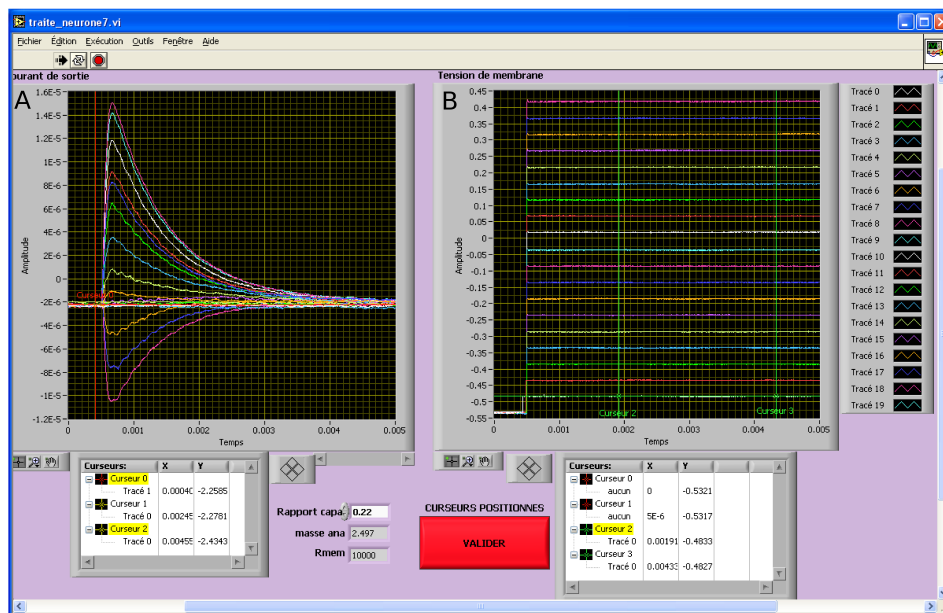 traite_neurone7.vi
Fichier Édition Exécution Outils Fenêtre Aide
ourant de sortie
A
1.6E-5
1.4E-5
1.2E-5
1E-5
8E-6
6E-6
4E-6
2E-6
0
-2E-6
-4E-6
-6E-6
-8E-6
-1E-5
-1.2E-5
Amplitude
Curseur
0 0.001 0.002 0.003 0.004 0.005
Temps
Tension de membrane
B
0.45
0.4
0.35
0.3
0.25
0.2
0.15
0.1
0.05
0
-0.05
-0.1
-0.15
-0.2
-0.25
-0.3
-0.35
-0.4
-0.45
-0.5
-0.55
Amplitude
Curseur 2 Curseur 3
0 0.001 0.002 0.003 0.004 0.005
Temps
Tracé 0
Tracé 1
Tracé 2
Tracé 3
Tracé 4
Tracé 5
Tracé 6
Tracé 7
Tracé 8
Tracé 9
Tracé 10
Tracé 11
Tracé 12
Tracé 13
Tracé 14
Tracé 15
Tracé 16
Tracé 17
Tracé 18
Tracé 19
Curseurs: X Y
Curseur 0
Tracé 1 0.0004 -2.2585
Curseur 1
Tracé 0 0.00245 -2.2781
Curseur 2
Tracé 0 0.00455 -2.4343
Rapport capa 0.22
masse ana 2.497
Rmem 10000
CURSEURS POSITIONNES
VALIDER
Curseurs: X Y
Curseur 0
aucun 0 -0.5321
Curseur 1
aucun 5E-6 -0.5317
Curseur 2
Tracé 0 0.00191 -0.4833
Curseur 3
Tracé 0 0.00433 -0.4827